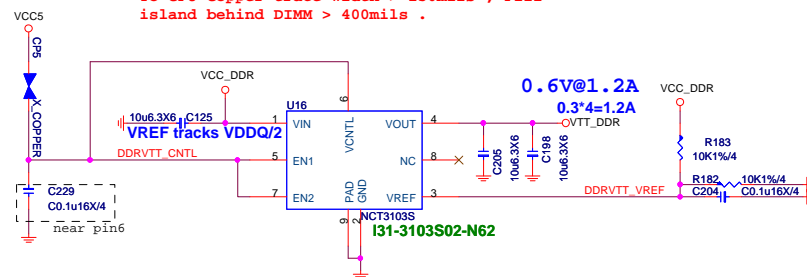 island behind DIMM > 400mils .
VCC5
CP5
X_COPPER
VCC_DDR
10u6.3X6
C125
VREF tracks VDDQ/2
DDRVTT_CNTL
C229
C0.1u16X/4
near pin6
U16
6
1
VIN
5
EN1
7
EN2
VCNTL
VOUT
4
NC
8
VREF
3
PAD
GND
9
2
NCT3103S
I31-3103S02-N62
0.6V@1.2A
0.3*4=1.2A
VTT_DDR
C205
10u6.3X6
C198
10u6.3X6
VCC_DDR
R183
10K1%/4
DDRVTT_VREF
R182
10K1%/4
C204
C0.1u16X/4